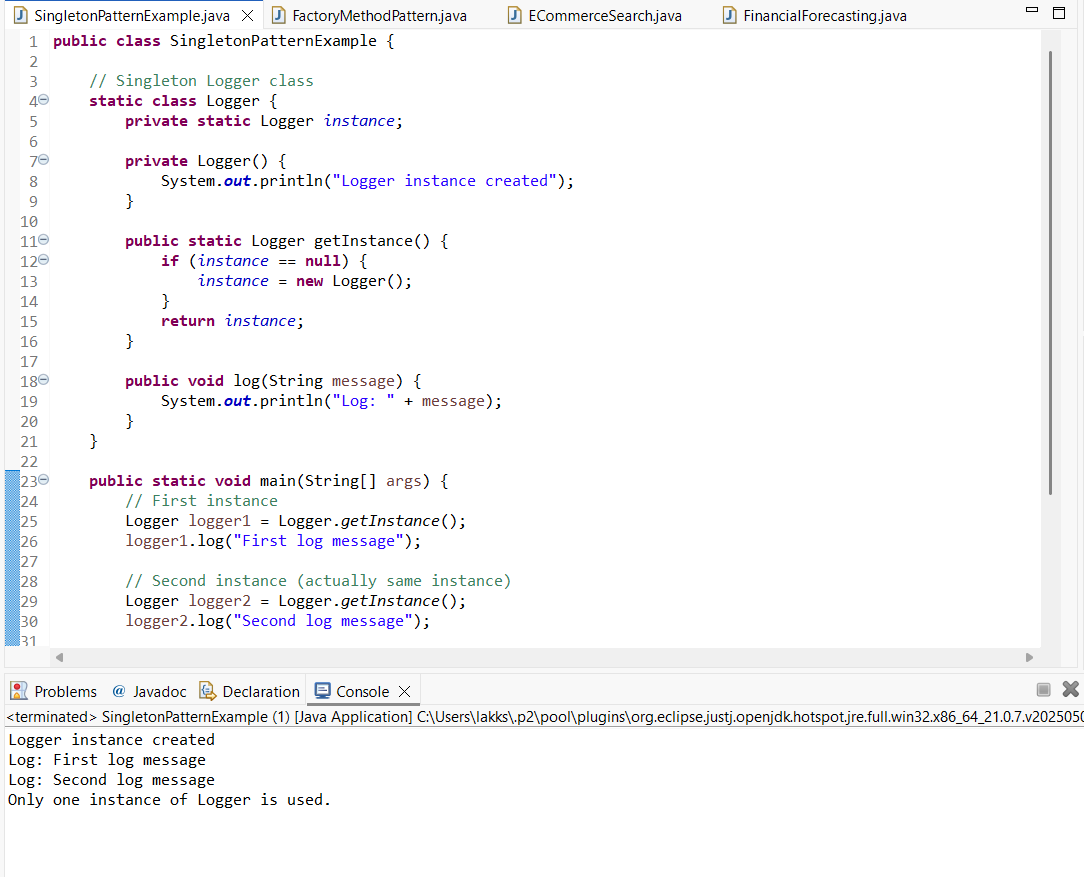 SingletonPatternExample.java FactoryMethodPattern.java ECommerceSearch.java FinancialForecasting.java
1 public class SingletonPatternExample {
2
3     // Singleton Logger class
4     static class Logger {
5         private static Logger instance;
6
7         private Logger() {
8             System.out.println("Logger instance created");
9         }
10
11         public static Logger getInstance() {
12             if (instance == null) {
13                 instance = new Logger();
14             }
15             return instance;
16         }
17
18         public void log(String message) {
19             System.out.println("Log: " + message);
20         }
21     }
22
23     public static void main(String[] args) {
24         // First instance
25         Logger logger1 = Logger.getInstance();
26         logger1.log("First log message");
27
28         // Second instance (actually same instance)
29         Logger logger2 = Logger.getInstance();
30         logger2.log("Second log message");
31
Problems @ Javadoc Declaration Console
<terminated> SingletonPatternExample (1) [Java Application] C:\Users\lakks\.p2\pool\plugins\org.eclipse.justj.openjdk.hotspot.jre.full.win32.x86_64_21.0.7.v2025050
Logger instance created
Log: First log message
Log: Second log message
Only one instance of Logger is used.